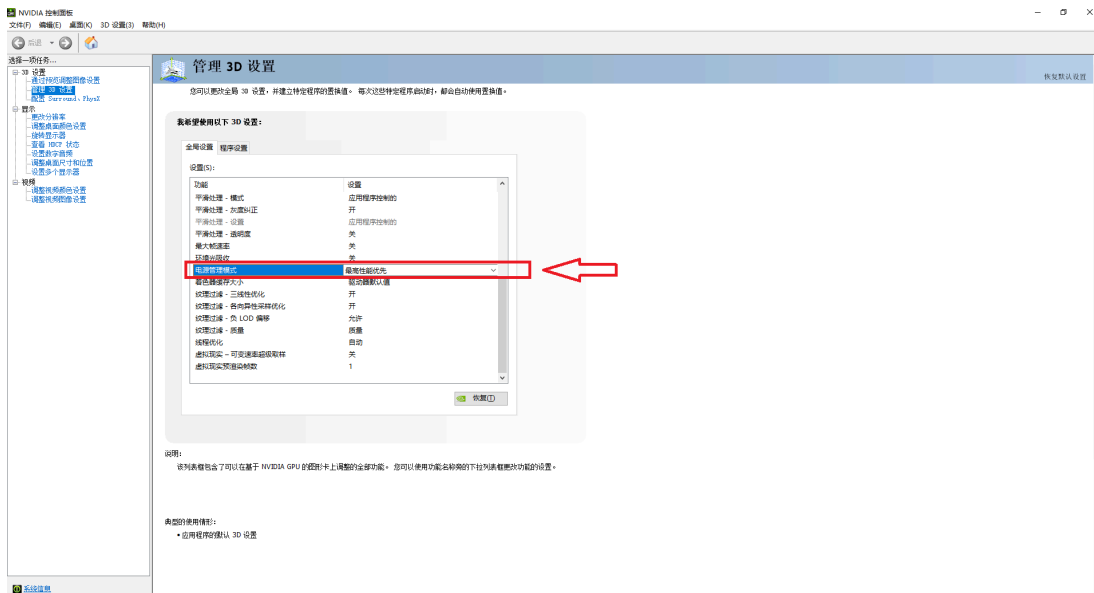 NVIDIA 控制面板
文件(F) 编辑(E) 桌面(K) 3D 设置(3) 帮助(H)
后退
选择一项任务...
3D 设置
通过预览调整图像设置
管理 3D 设置
配置 Surround、PhysX
显示
更改分辨率
调整桌面颜色设置
旋转显示器
查看 HDCP 状态
设置数字音频
调整桌面尺寸和位置
设置多个显示器
视频
调整视频颜色设置
调整视频图像设置
系统信息
管理 3D 设置
恢复默认设置
您可以更改全局 3D 设置，并建立特定程序的置换值。 每次这些特定程序启动时，都会自动使用置换值。
我希望使用以下 3D 设置:
全局设置 程序设置
设置(S):
功能 设置
平滑处理 - 模式 应用程序控制的
平滑处理 - 灰度纠正 开
平滑处理 - 设置 应用程序控制的
平滑处理 - 透明度 关
最大帧速率 关
环境光吸收 关
电源管理模式 最高性能优先
着色器缓存大小 驱动器默认值
纹理过滤 - 三线性优化 开
纹理过滤 - 各向异性采样优化 开
纹理过滤 - 负 LOD 偏移 允许
纹理过滤 - 质量 质量
线程优化 自动
虚拟现实 – 可变速率超级取样 关
虚拟现实预渲染帧数 1
恢复(T)
说明:
该列表框包含了可以在基于 NVIDIA GPU 的图形卡上调整的全部功能。 您可以使用功能名称旁的下拉列表框更改功能的设置。
典型的使用情形:
• 应用程序的默认 3D 设置